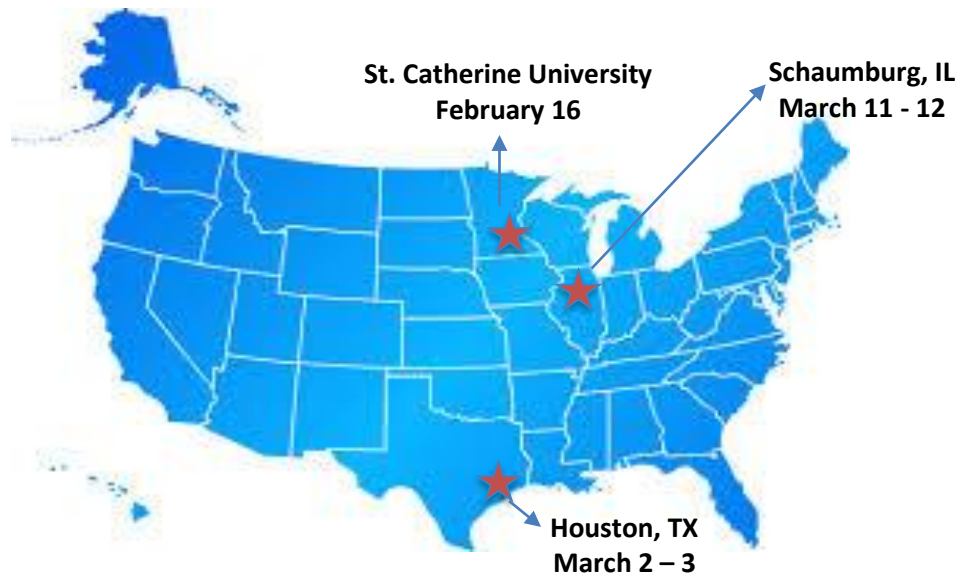 St. Catherine University
February 16
Schaumburg, IL
March 11 - 12
Houston, TX
March 2 – 3